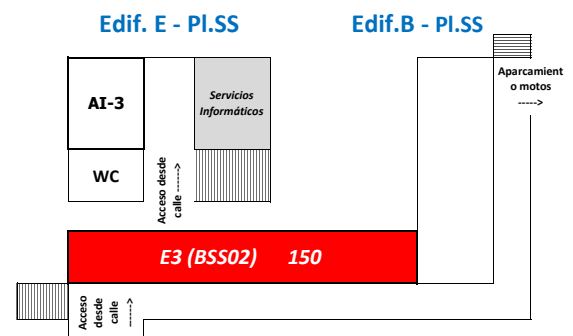 Edif. E - Pl.SS
Edif.B - Pl.SS
Aparcamient
o motos
----->
AI-3
Servicios
Informáticos
WC
Acceso desde
calle ----->
E3 (BSS02) 150
Acceso
desde
calle
----->